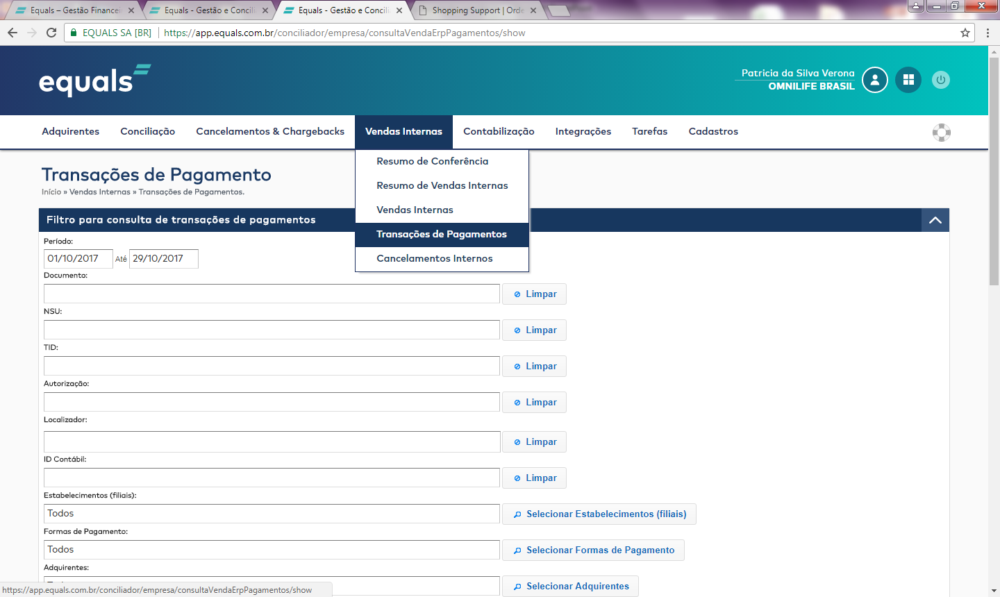 Equals – Gestão Financei
Equals - Gestão e Concil
Equals - Gestão e Concil
Shopping Support | Orde
EQUALS SA [BR]
https://app.equals.com.br/conciliador/empresa/consultaVendaErpPagamentos/show
equals
Patricia da Silva Verona
OMNILIFE BRASIL
Adquirentes
Conciliação
Cancelamentos & Chargebacks
Vendas Internas
Contabilização
Integrações
Tarefas
Cadastros
Resumo de Conferência
Resumo de Vendas Internas
Vendas Internas
Transações de Pagamentos
Cancelamentos Internos
Transações de Pagamento
Início » Vendas Internas » Transações de Pagamentos.
Filtro para consulta de transações de pagamentos
Período:
01/10/2017 Até 29/10/2017
Documento:
Limpar
NSU:
Limpar
TID:
Limpar
Autorização:
Limpar
Localizador:
Limpar
ID Contábil:
Limpar
Estabelecimentos (filiais):
Todos
Selecionar Estabelecimentos (filiais)
Formas de Pagamento:
Todos
Selecionar Formas de Pagamento
Adquirentes:
Selecionar Adquirentes
https://app.equals.com.br/conciliador/empresa/consultaVendaErpPagamentos/show